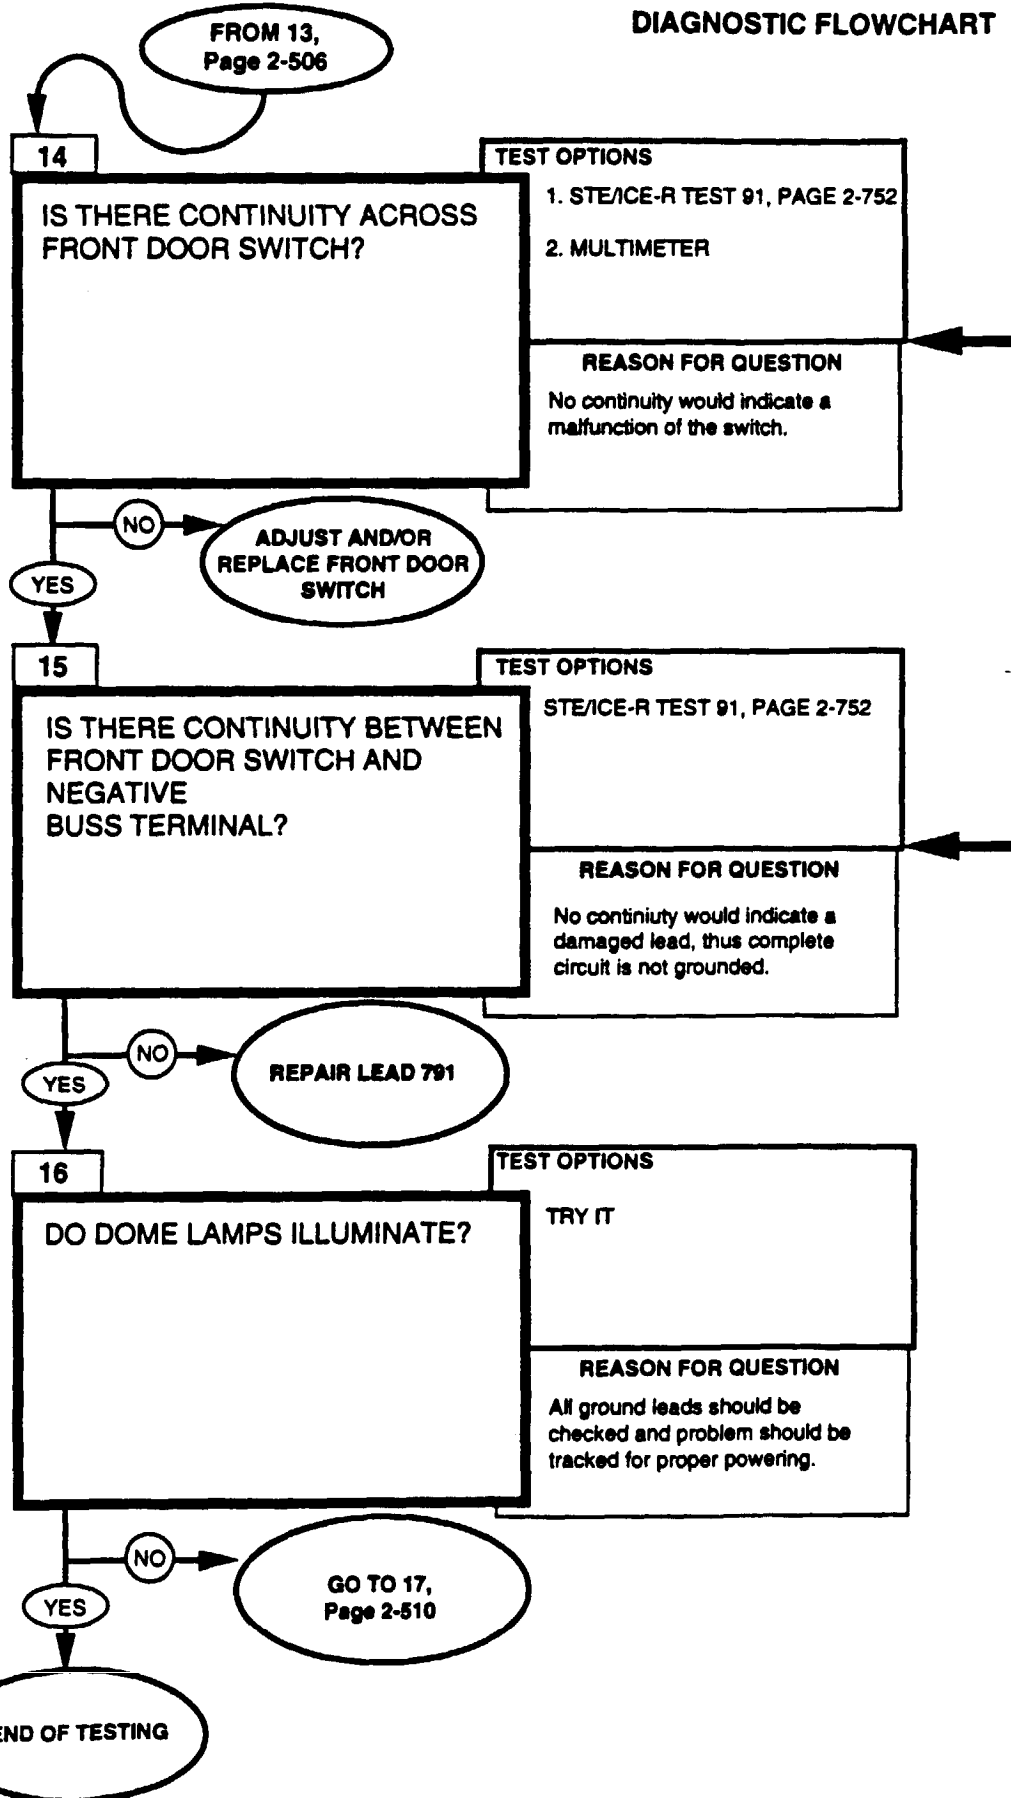 DIAGNOSTIC FLOWCHART
FROM 13,
Page 2-506
14
IS THERE CONTINUITY ACROSS
FRONT DOOR SWITCH?
TEST OPTIONS
1. STE/ICE-R TEST 91, PAGE 2-752
2. MULTIMETER
REASON FOR QUESTION
No continuity would indicate a
malfunction of the switch.
NO
ADJUST AND/OR
REPLACE FRONT DOOR
SWITCH
YES
15
IS THERE CONTINUITY BETWEEN
FRONT DOOR SWITCH AND
NEGATIVE
BUSS TERMINAL?
TEST OPTIONS
STE/ICE-R TEST 91, PAGE 2-752
REASON FOR QUESTION
No continiuty would indicate a
damaged lead, thus complete
circuit is not grounded.
NO
REPAIR LEAD 791
YES
16
DO DOME LAMPS ILLUMINATE?
TEST OPTIONS
TRY IT
REASON FOR QUESTION
All ground leads should be
checked and problem should be
tracked for proper powering.
NO
GO TO 17,
Page 2-510
YES
END OF TESTING